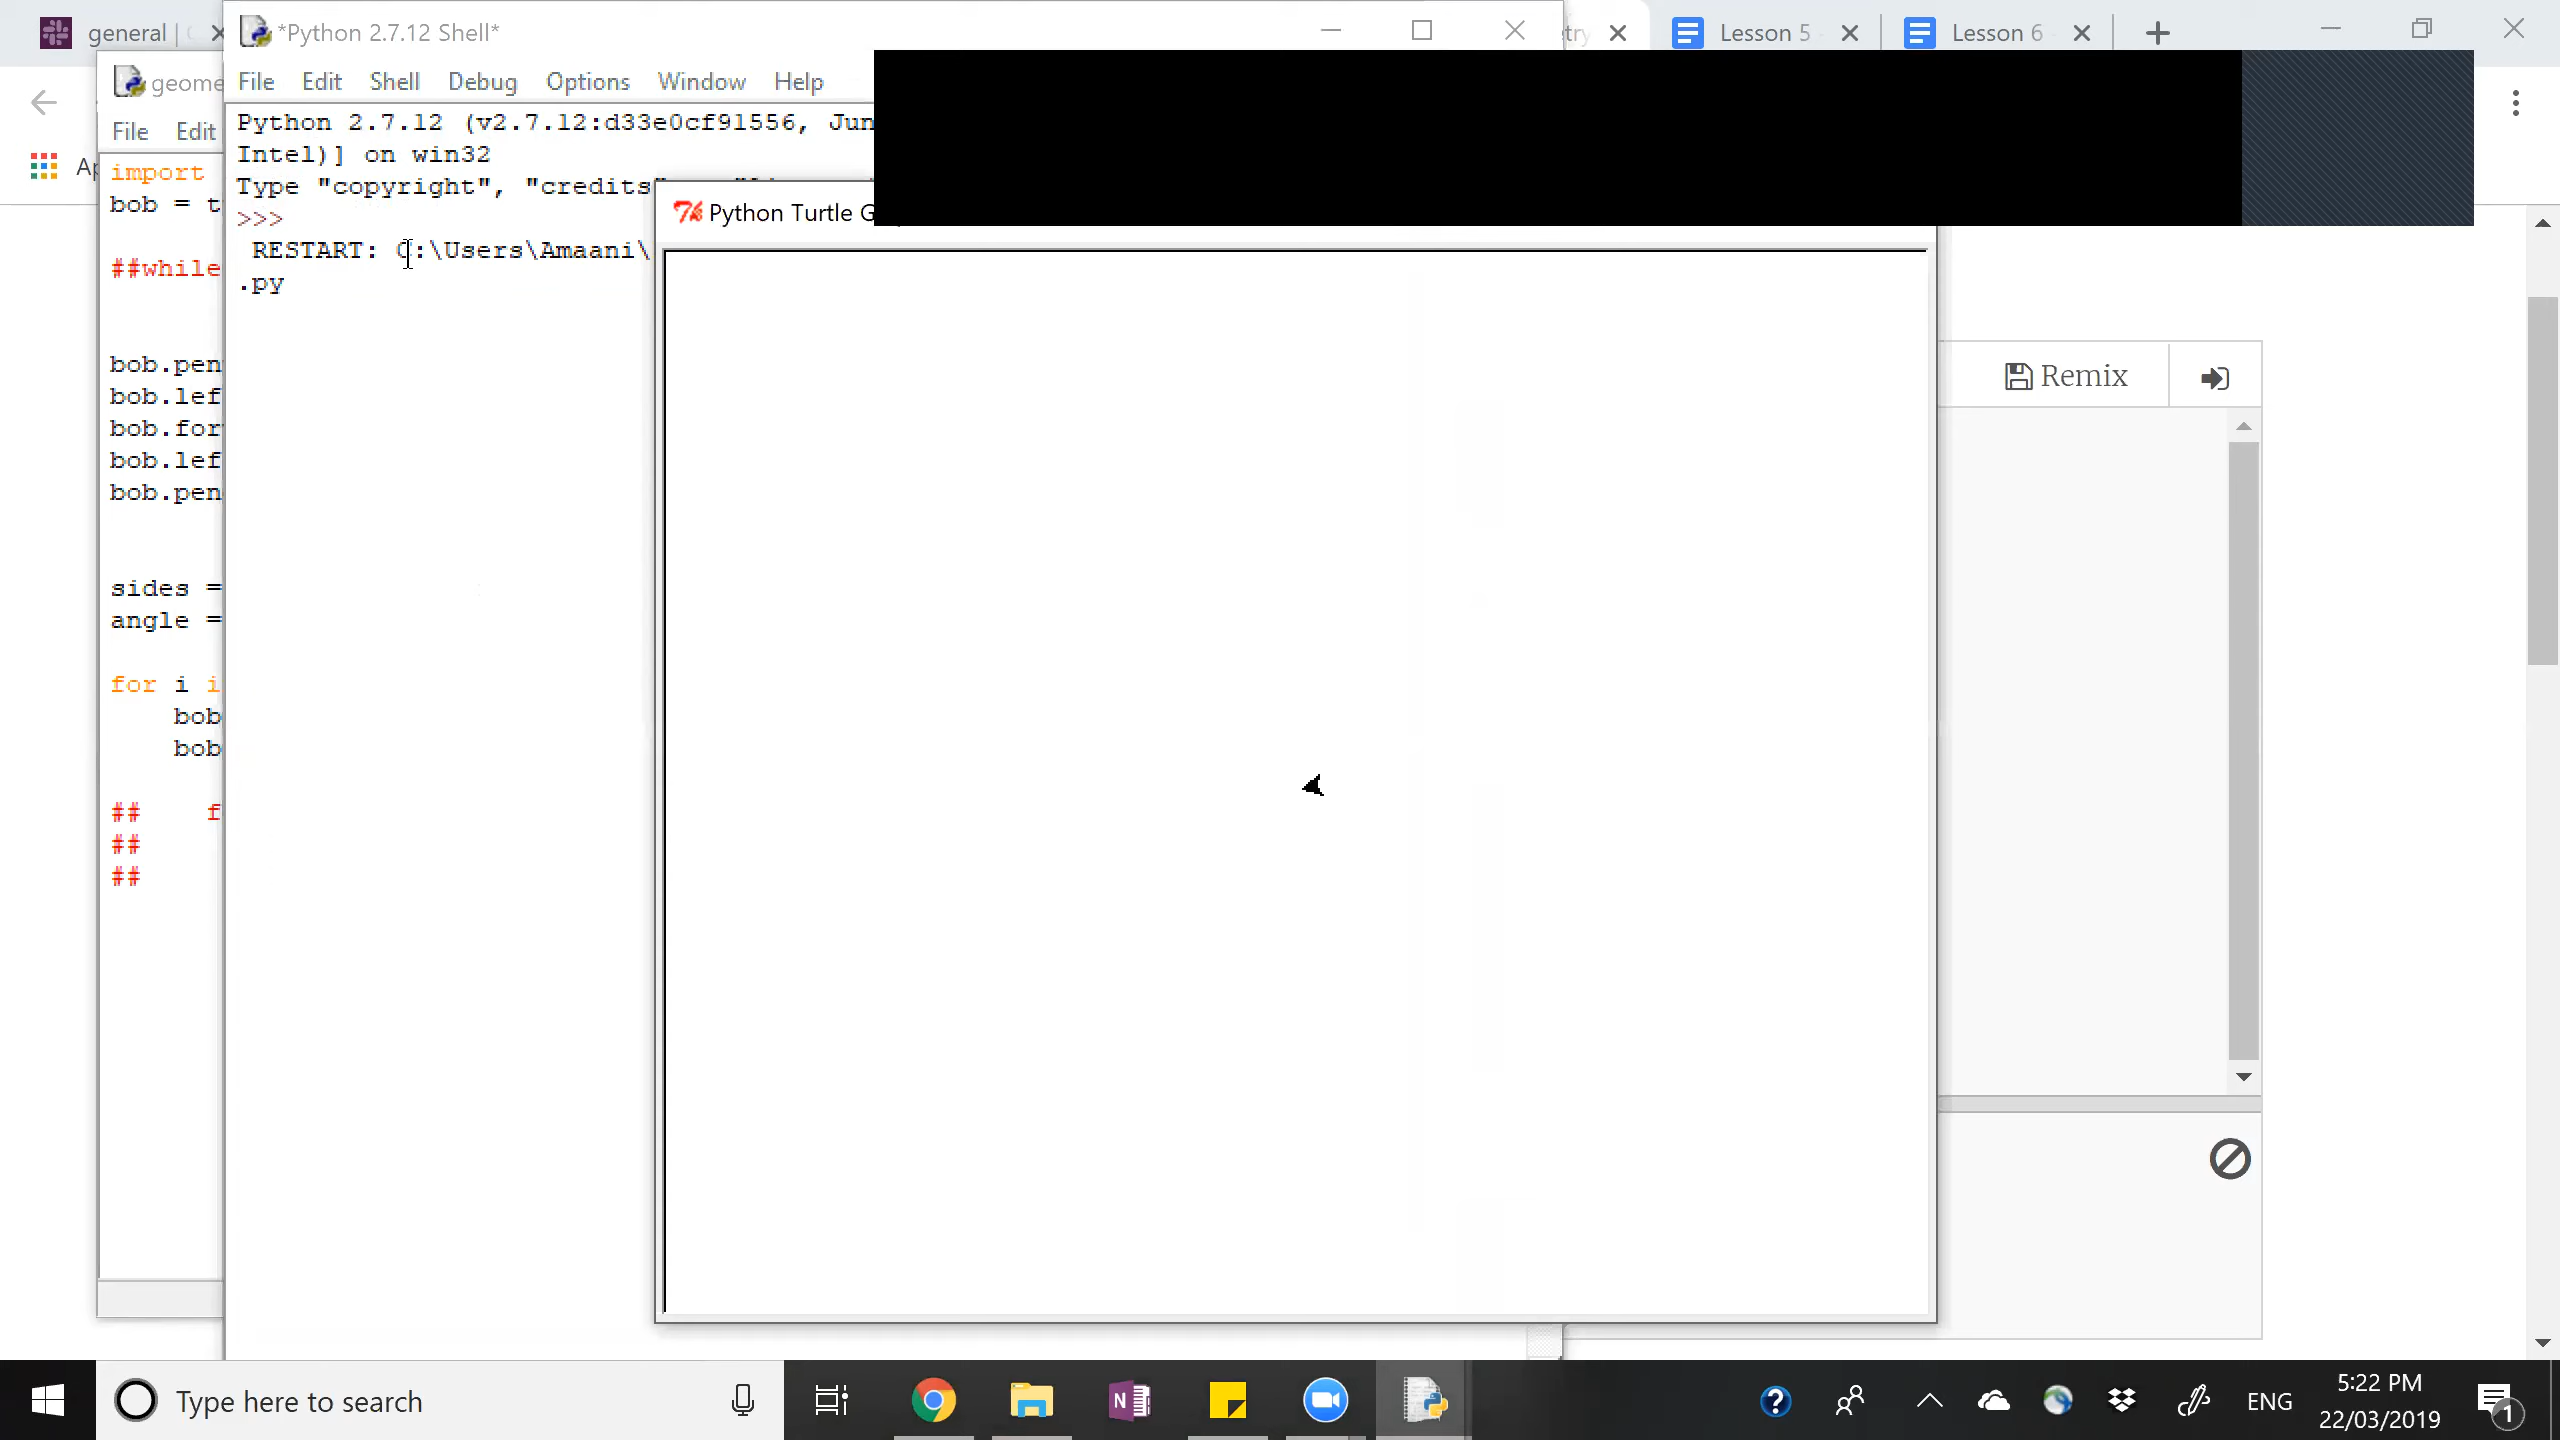 general |
*Python 2.7.12 Shell*
Lesson 5
Lesson 6
File Edit Shell Debug Options Window Help
Python 2.7.12 (v2.7.12:d33e0cf91556, Jun
Intel)] on win32
Type "copyright", "credits"
>>>
RESTART: C:\Users\Amaani\
.py
geome
File Edit
import
bob = t
##while
bob.pen
bob.lef
bob.for
bob.lef
bob.pen
sides =
angle =
for i i
bob
bob
## f
##
##
Python Turtle G
Remix
Type here to search
ENG
5:22 PM
22/03/2019
1